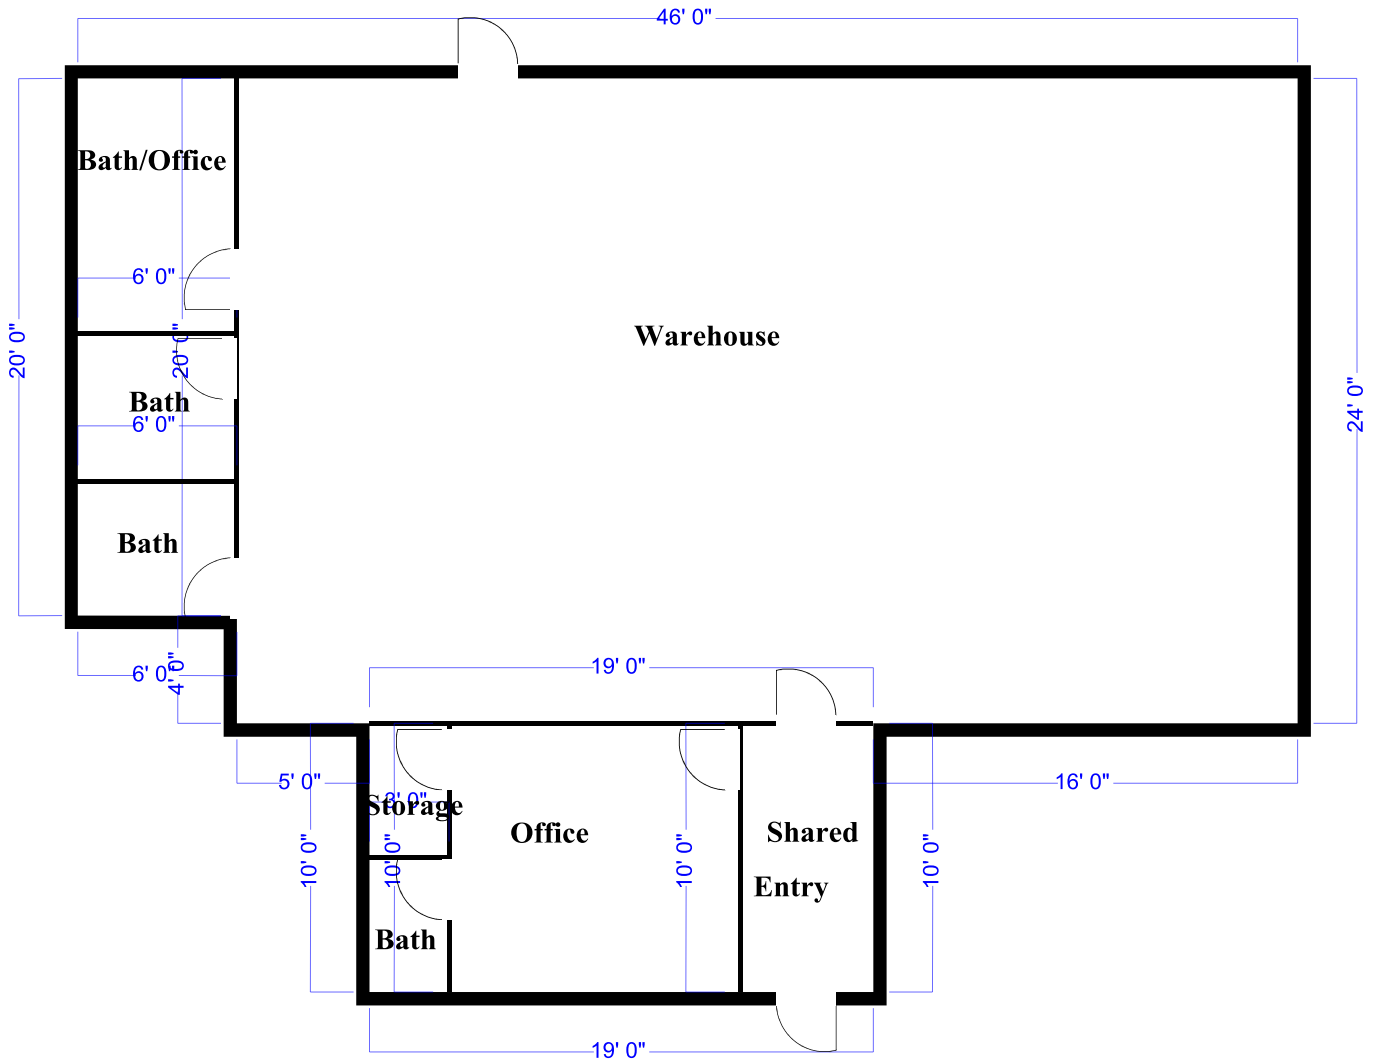 46' 0"
Bath/Office
6' 0"
Warehouse
20' 0"
20' 0"
24' 0"
Bath
6' 0"
Bath
6' 0"
4' 0"
19' 0"
5' 0"
16' 0"
3' 0"
Storage
Office
Shared
10' 0"
10' 0"
10' 0"
10' 0"
Entry
Bath
19' 0"